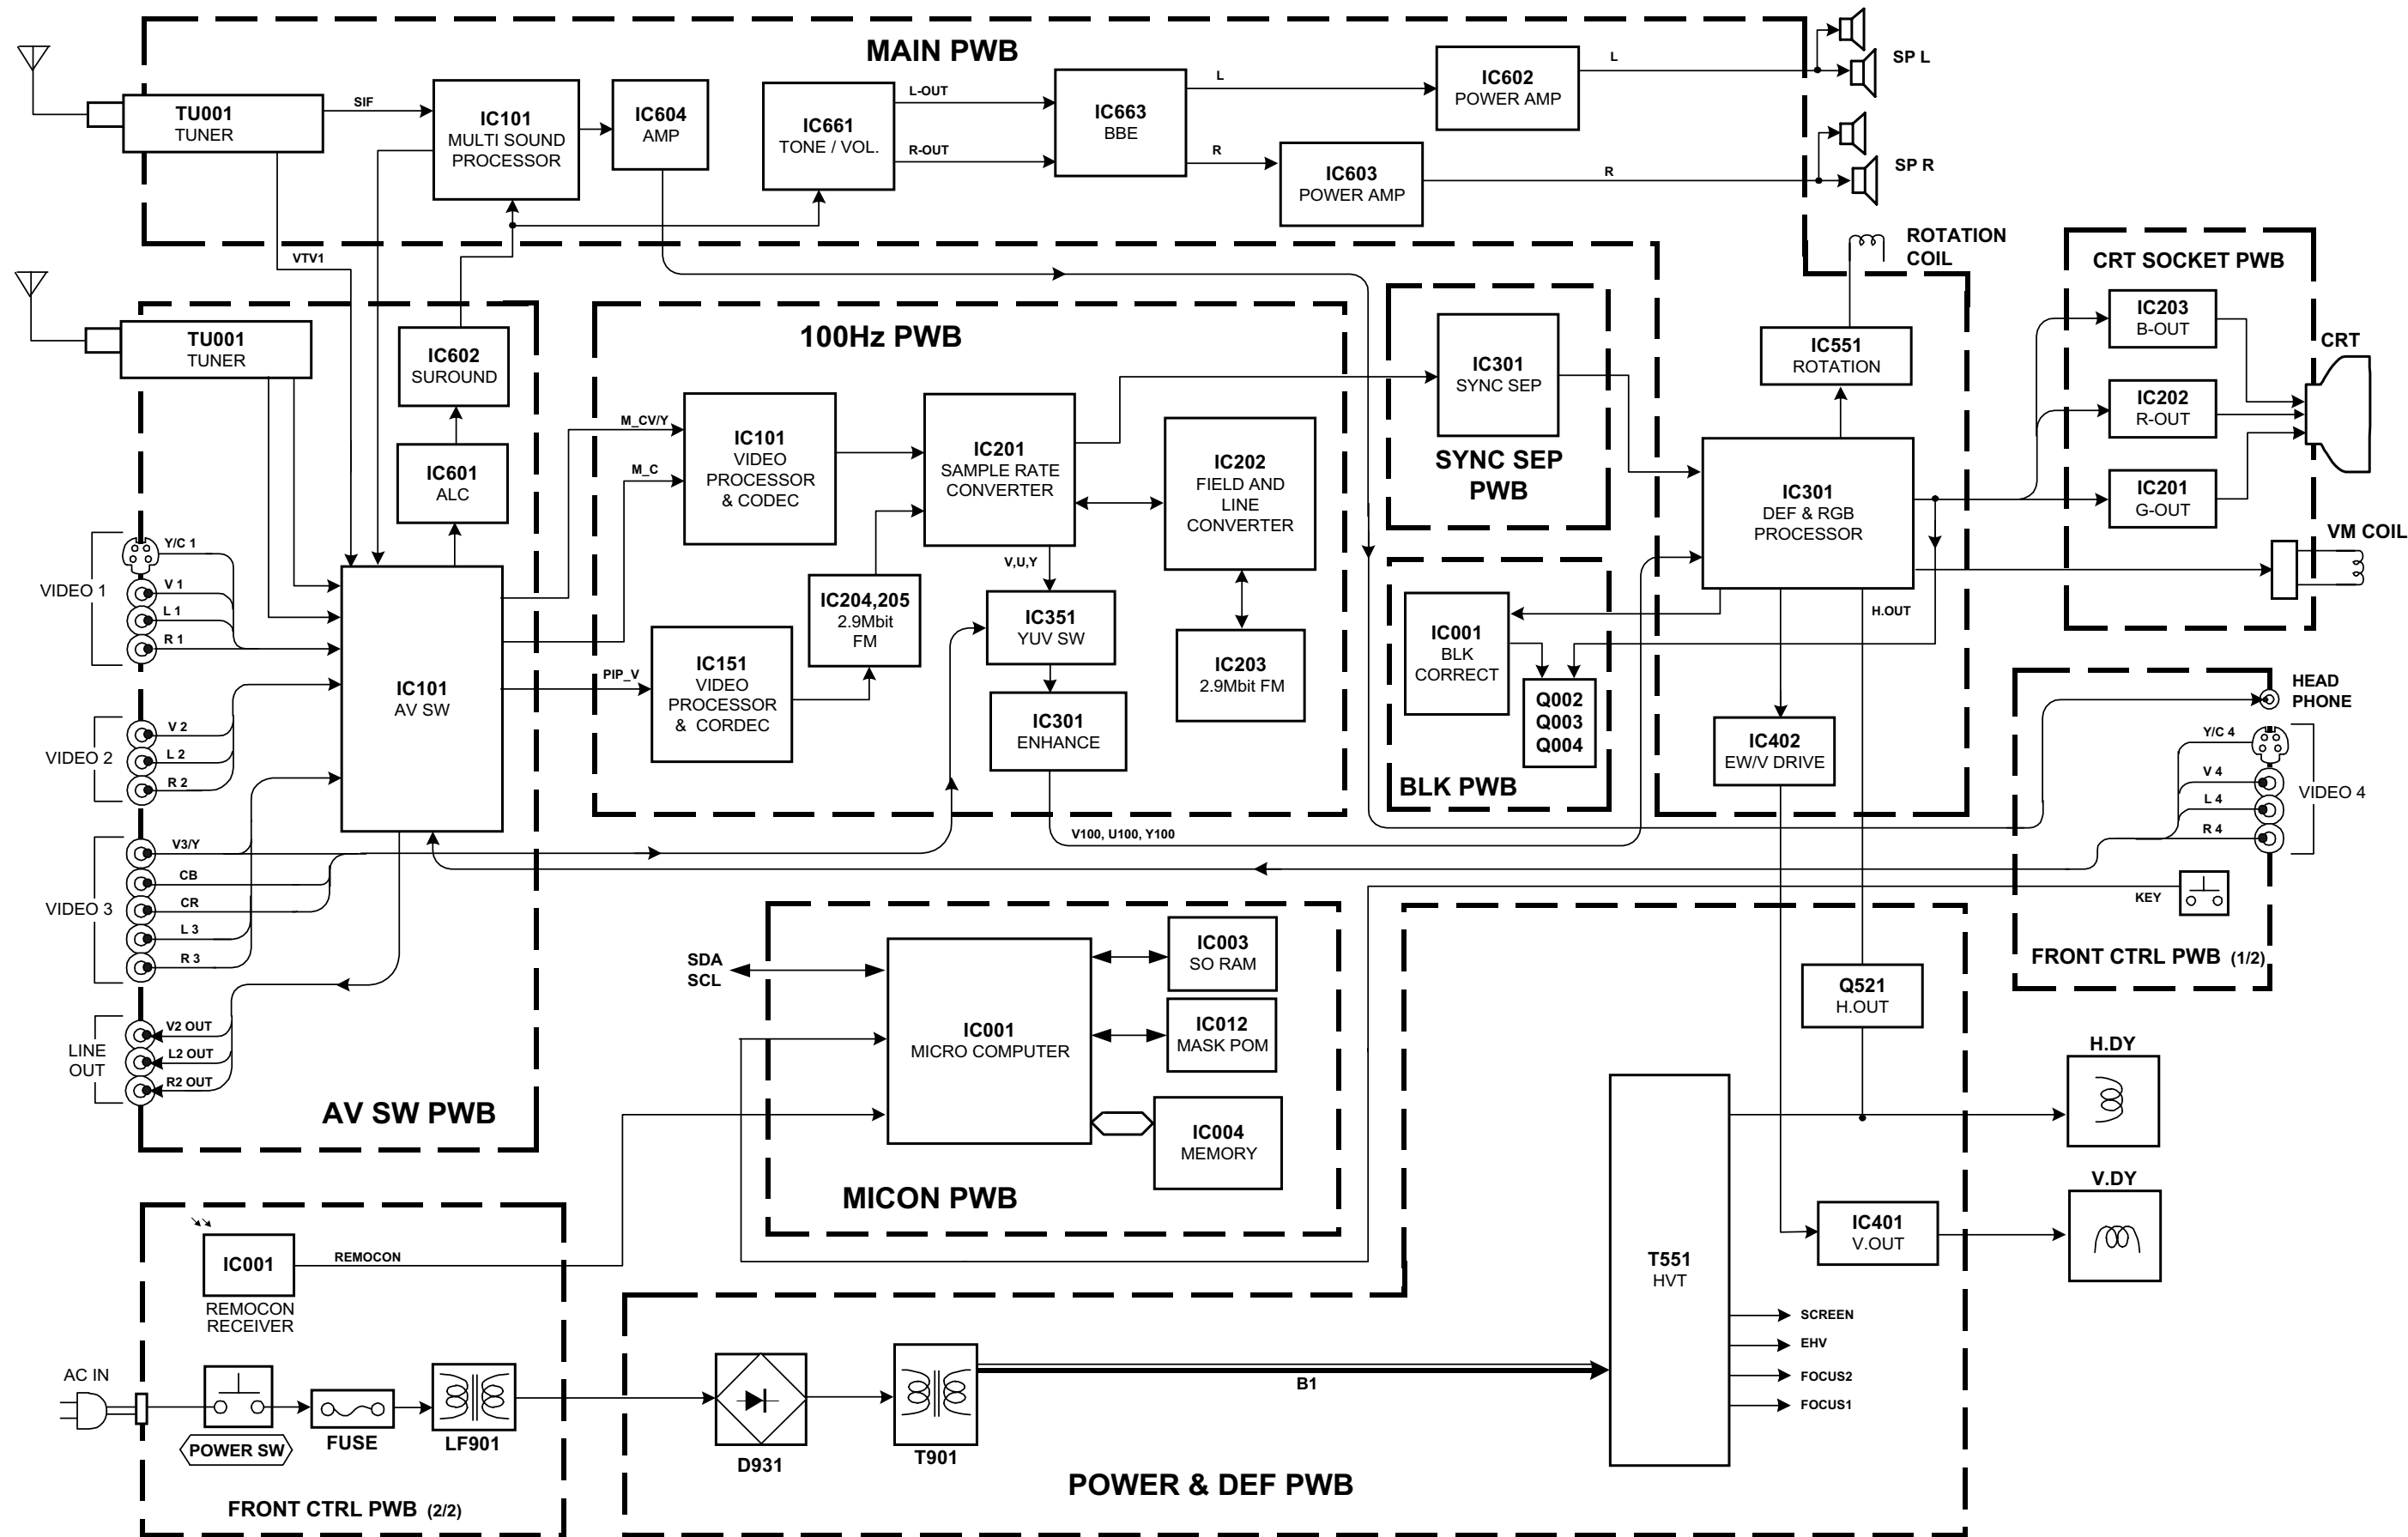 MAIN PWB
TU001
TUNER
SIF
IC101
MULTI SOUND
PROCESSOR
IC604
AMP
IC661
TONE / VOL.
L-OUT
R-OUT
IC663
BBE
L
R
IC602
POWER AMP
IC603
POWER AMP
L
R
SP L
SP R
VTV1
TU001
TUNER
IC602
SUROUND
IC601
ALC
IC101
AV SW
VIDEO 1
Y/C 1
V 1
L 1
R 1
VIDEO 2
V 2
L 2
R 2
VIDEO 3
V3/Y
CB
CR
L 3
R 3
LINE
OUT
V2 OUT
L2 OUT
R2 OUT
AV SW PWB
100Hz PWB
M_CV/Y
M_C
PIP_V
IC101
VIDEO
PROCESSOR
& CODEC
IC201
SAMPLE RATE
CONVERTER
IC202
FIELD AND
LINE
CONVERTER
IC204,205
2.9Mbit
FM
V,U,Y
IC351
YUV SW
IC151
VIDEO
PROCESSOR
& CORDEC
IC301
ENHANCE
IC203
2.9Mbit FM
V100, U100, Y100
IC301
SYNC SEP
SYNC SEP
PWB
IC001
BLK
CORRECT
Q002
Q003
Q004
BLK PWB
ROTATION
COIL
IC551
ROTATION
IC301
DEF & RGB
PROCESSOR
H.OUT
IC402
EW/V DRIVE
CRT SOCKET PWB
IC203
B-OUT
IC202
R-OUT
IC201
G-OUT
CRT
VM COIL
HEAD
PHONE
Y/C 4
V 4
L 4
R 4
VIDEO 4
KEY
FRONT CTRL PWB (1/2)
SDA
SCL
IC001
MICRO COMPUTER
IC003
SO RAM
IC012
MASK POM
IC004
MEMORY
MICON PWB
Q521
H.OUT
H.DY
V.DY
IC401
V.OUT
T551
HVT
SCREEN
EHV
FOCUS2
FOCUS1
IC001
REMOCON
RECEIVER
REMOCON
AC IN
POWER SW
FUSE
LF901
FRONT CTRL PWB (2/2)
D931
T901
B1
POWER & DEF PWB